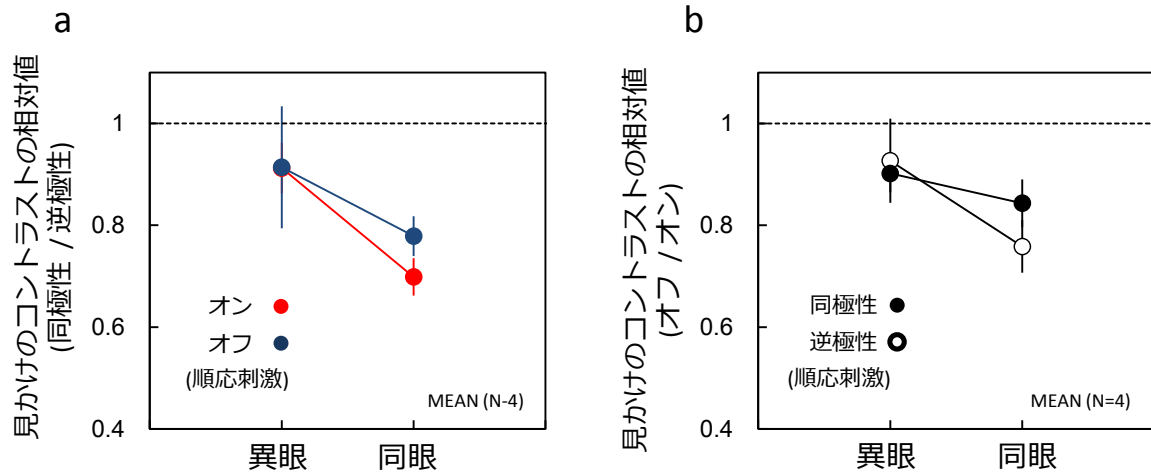 a
見かけのコントラストの相対値
(同極性 / 逆極性)
1
0.8
0.6
0.4
オン
オフ
(順応刺激)
MEAN (N-4)
異眼
同眼
b
見かけのコントラストの相対値
(オフ / オン)
1
0.8
0.6
0.4
同極性
逆極性
(順応刺激)
MEAN (N=4)
異眼
同眼